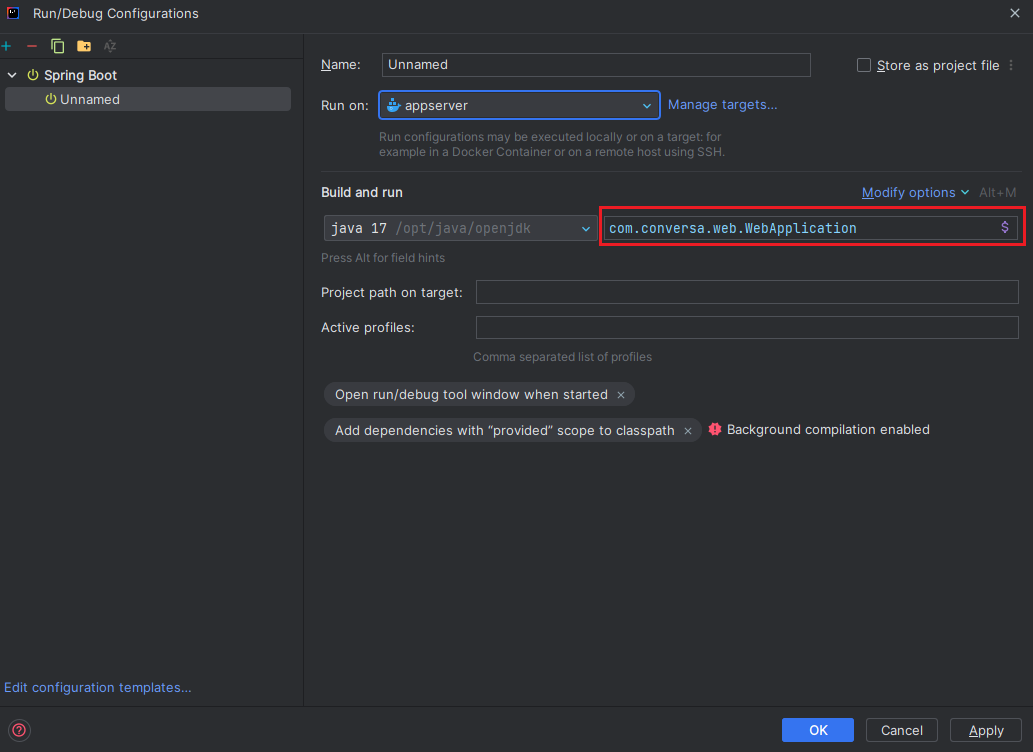 Run/Debug Configurations
Spring Boot
Unnamed
Name: Unnamed
Store as project file
Run on: appserver Manage targets...
Run configurations may be executed locally or on a target: for
example in a Docker Container or on a remote host using SSH.
Build and run
Modify options Alt+M
java 17 /opt/java/openjdk com.conversa.web.WebApplication $
Press Alt for field hints
Project path on target:
Active profiles:
Comma separated list of profiles
Open run/debug tool window when started ×
Add dependencies with “provided” scope to classpath × Background compilation enabled
Edit configuration templates...
OK Cancel Apply